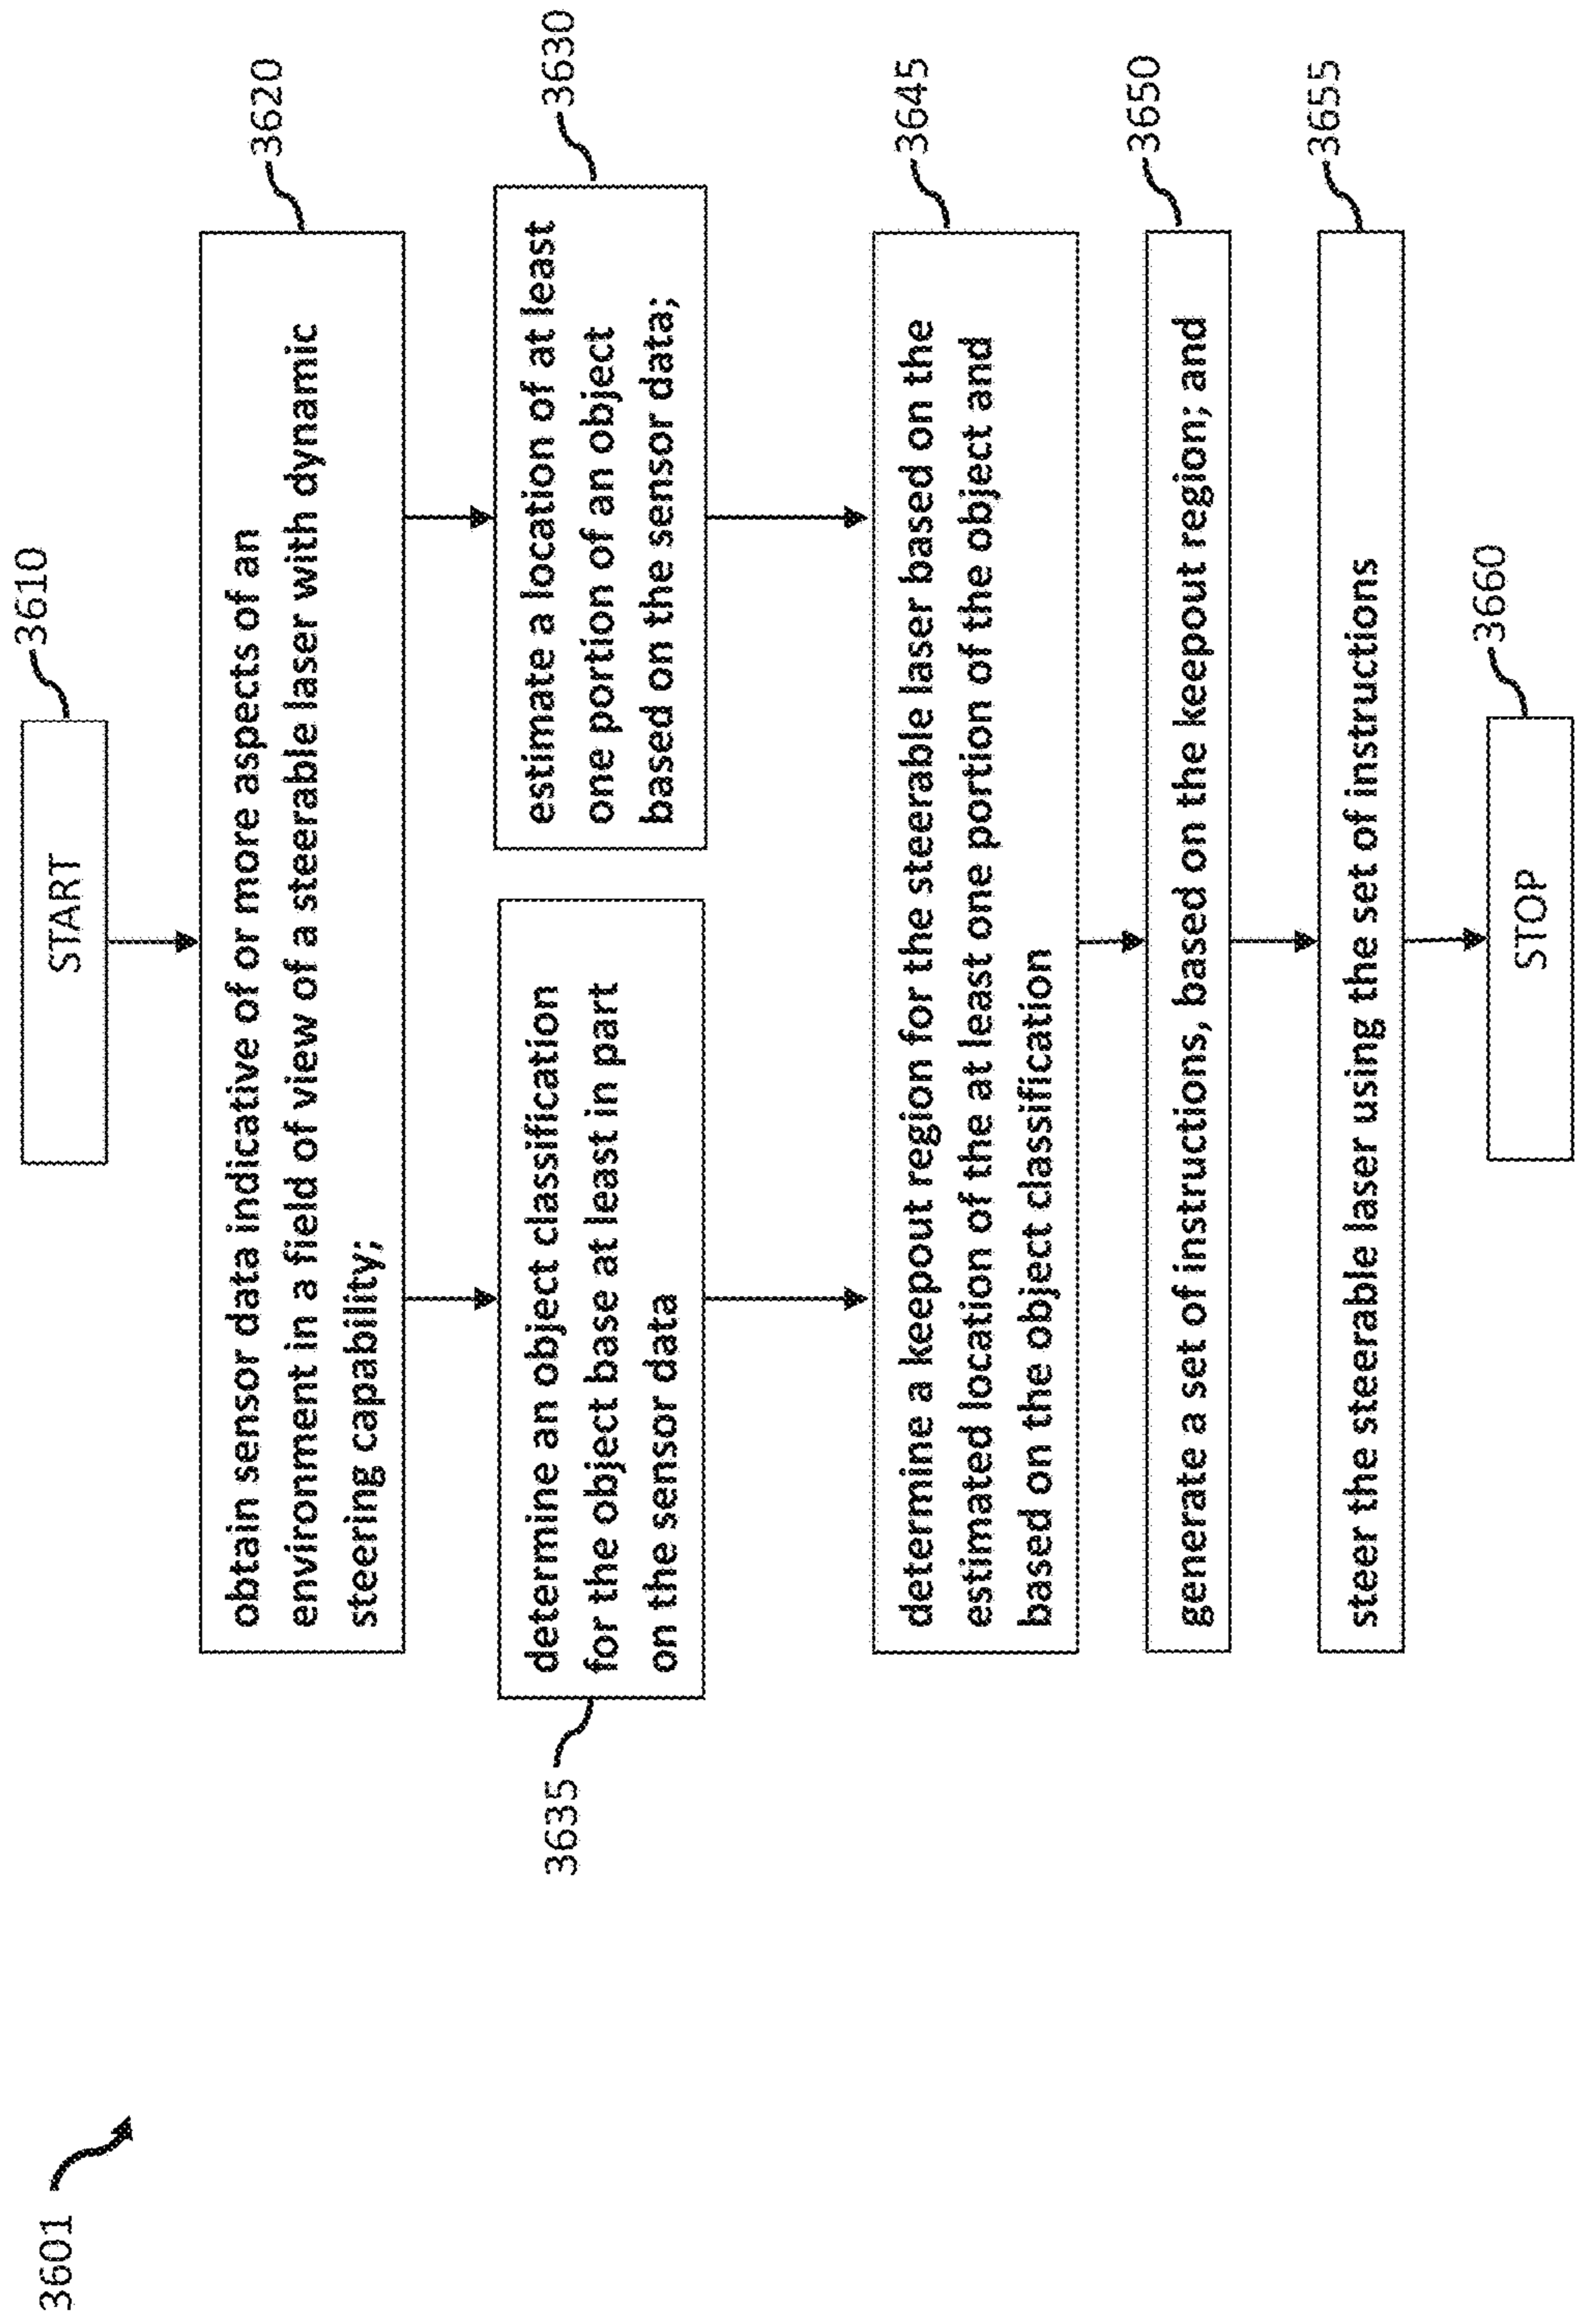 3601
START
3610
obtain sensor data indicative of or more aspects of an
environment in a field of view of a steerable laser with dynamic
steering capability;
3620
3635
determine an object classification
for the object base at least in part
on the sensor data
estimate a location of at least
one portion of an object
based on the sensor data;
3630
determine a keepout region for the steerable laser based on the
estimated location of the at least one portion of the object and
based on the object classification
3645
generate a set of instructions, based on the keepout region; and
3650
steer the steerable laser using the set of instructions
3655
STOP
3660